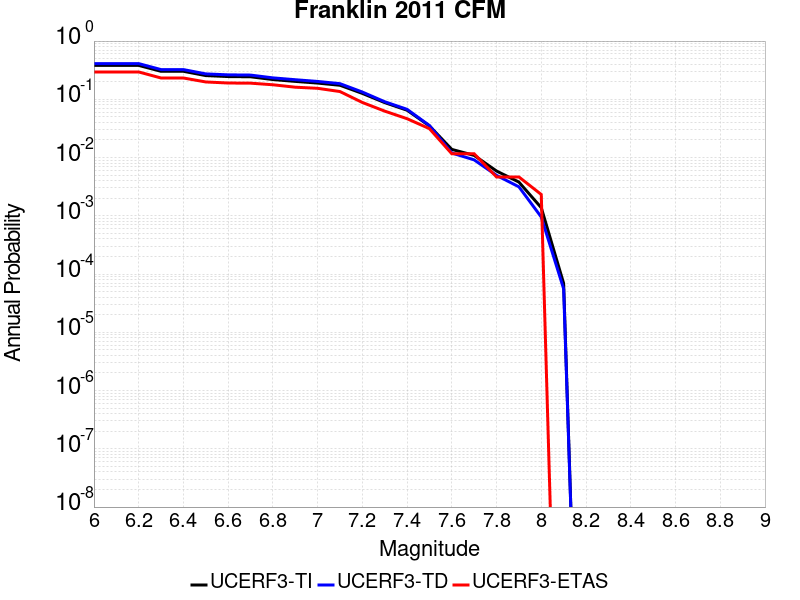 Franklin 2011 CFM
10^0
10^-1
10^-2
10^-3
10^-4
10^-5
10^-6
10^-7
10^-8
Annual Probability
6 6.2 6.4 6.6 6.8 7 7.2 7.4 7.6 7.8 8 8.2 8.4 8.6 8.8 9
Magnitude
UCERF3-TI UCERF3-TD UCERF3-ETAS